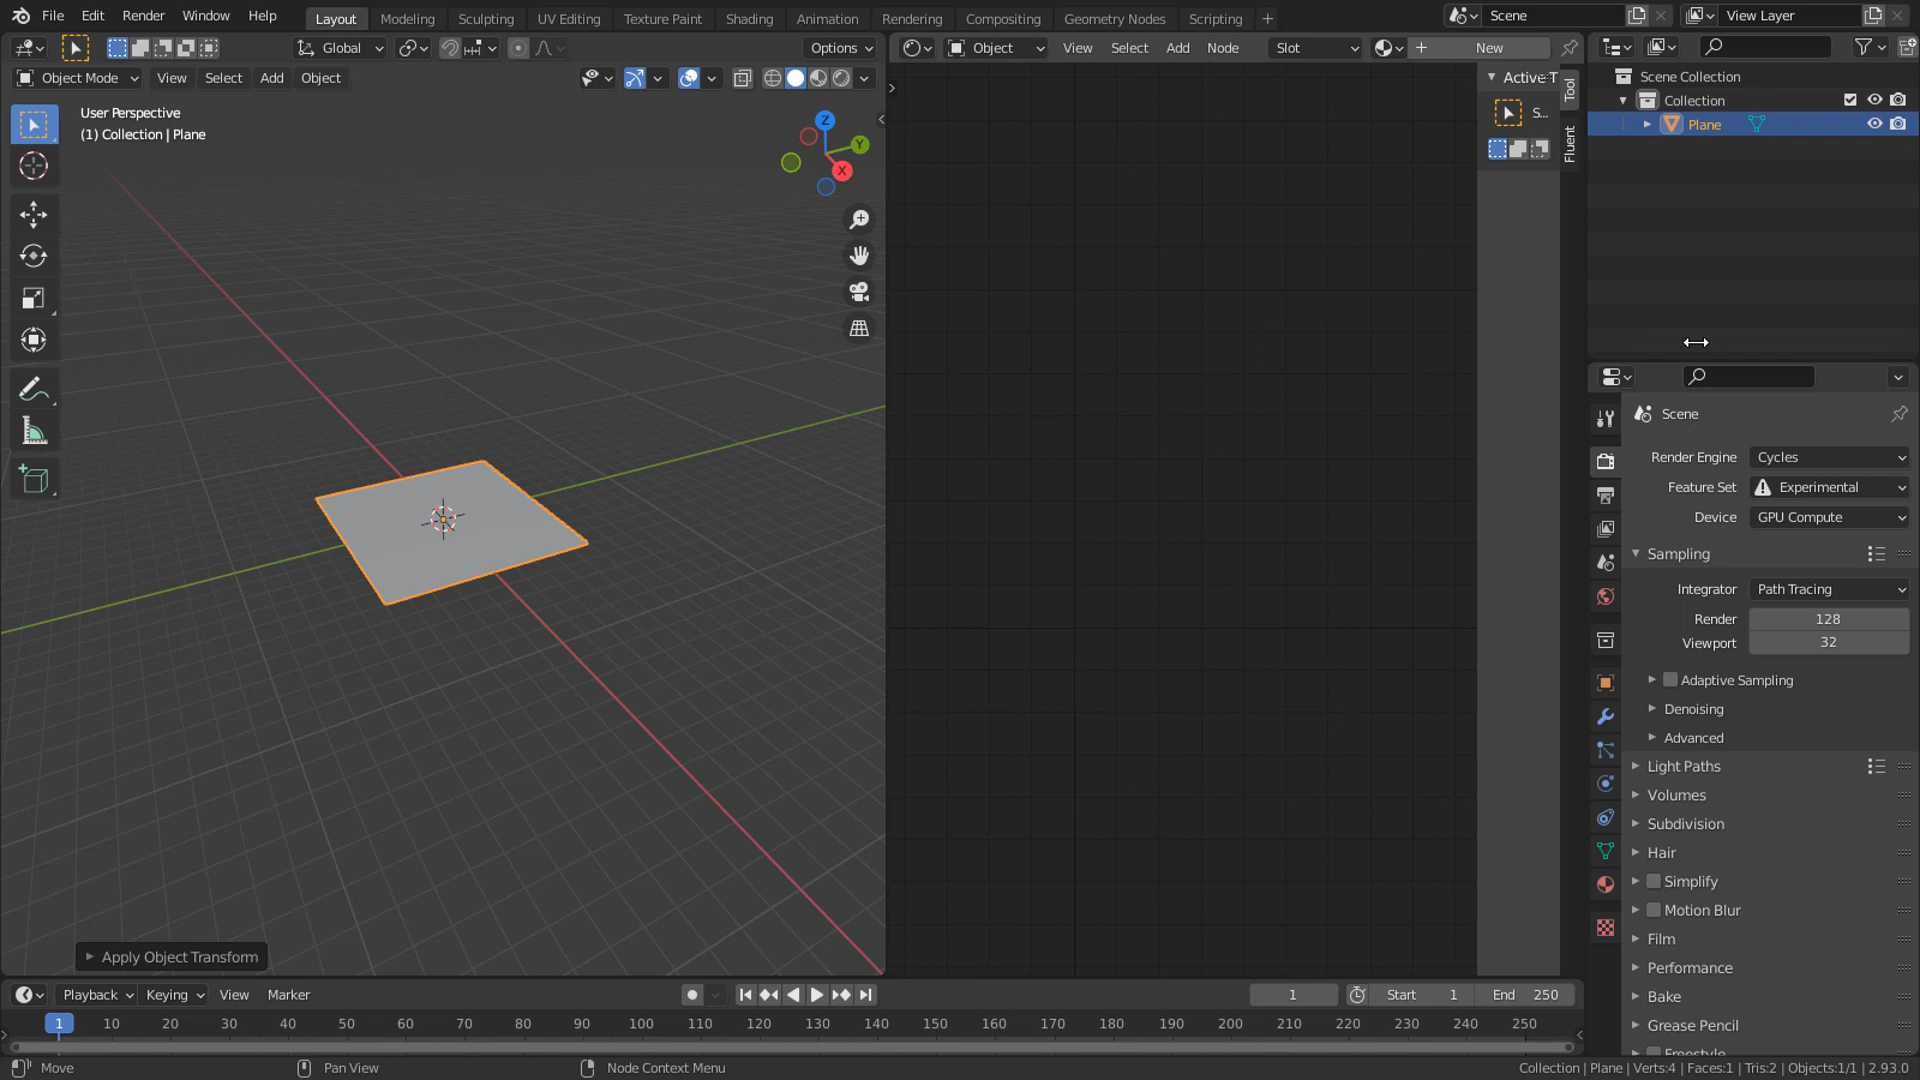 File Edit Render Window Help Layout Modeling Sculpting UV Editing Texture Paint Shading Animation Rendering Compositing Geometry Nodes Scripting + Scene View Layer
Global Options Object View Select Add Node Slot New
Object Mode View Select Add Object
User Perspective
(1) Collection | Plane
Z
Y
X
Active T
S...
Tool
Fluent
Scene Collection
Collection
Plane
Scene
Render Engine Cycles
Feature Set Experimental
Device GPU Compute
Sampling
Integrator Path Tracing
Render 128
Viewport 32
Adaptive Sampling
Denoising
Advanced
Light Paths
Volumes
Subdivision
Hair
Simplify
Motion Blur
Film
Performance
Bake
Grease Pencil
Freestyle
Apply Object Transform
Playback Keying View Marker 1 Start 1 End 250
1 10 20 30 40 50 60 70 80 90 100 110 120 130 140 150 160 170 180 190 200 210 220 230 240 250
Move Pan View Node Context Menu Collection | Plane | Verts:4 | Faces:1 | Tris:2 | Objects:1/1 | 2.93.0